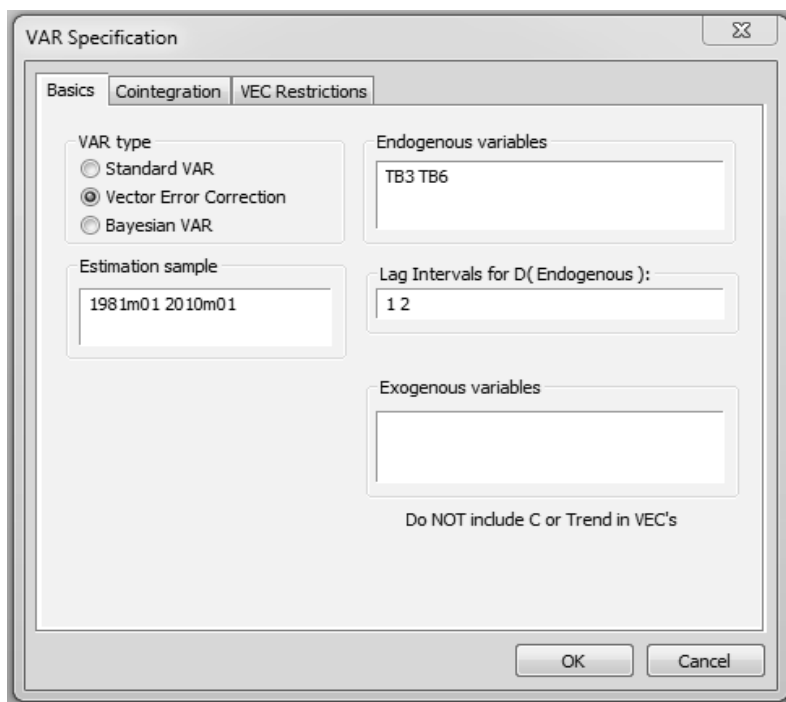 VAR Specification
Basics Cointegration VEC Restrictions
VAR type
Standard VAR
Vector Error Correction
Bayesian VAR
Estimation sample
1981m01 2010m01
Endogenous variables
TB3 TB6
Lag Intervals for D( Endogenous ):
1 2
Exogenous variables
Do NOT include C or Trend in VEC's
OK Cancel